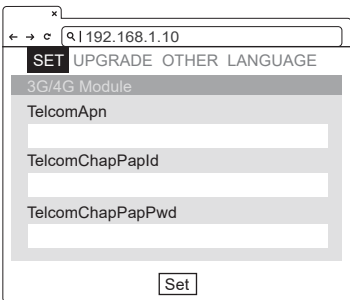 192.168.1.10
SET UPGRADE OTHER LANGUAGE
3G/4G Module
TelcomApn
TelcomChapPapId
TelcomChapPapPwd
Set